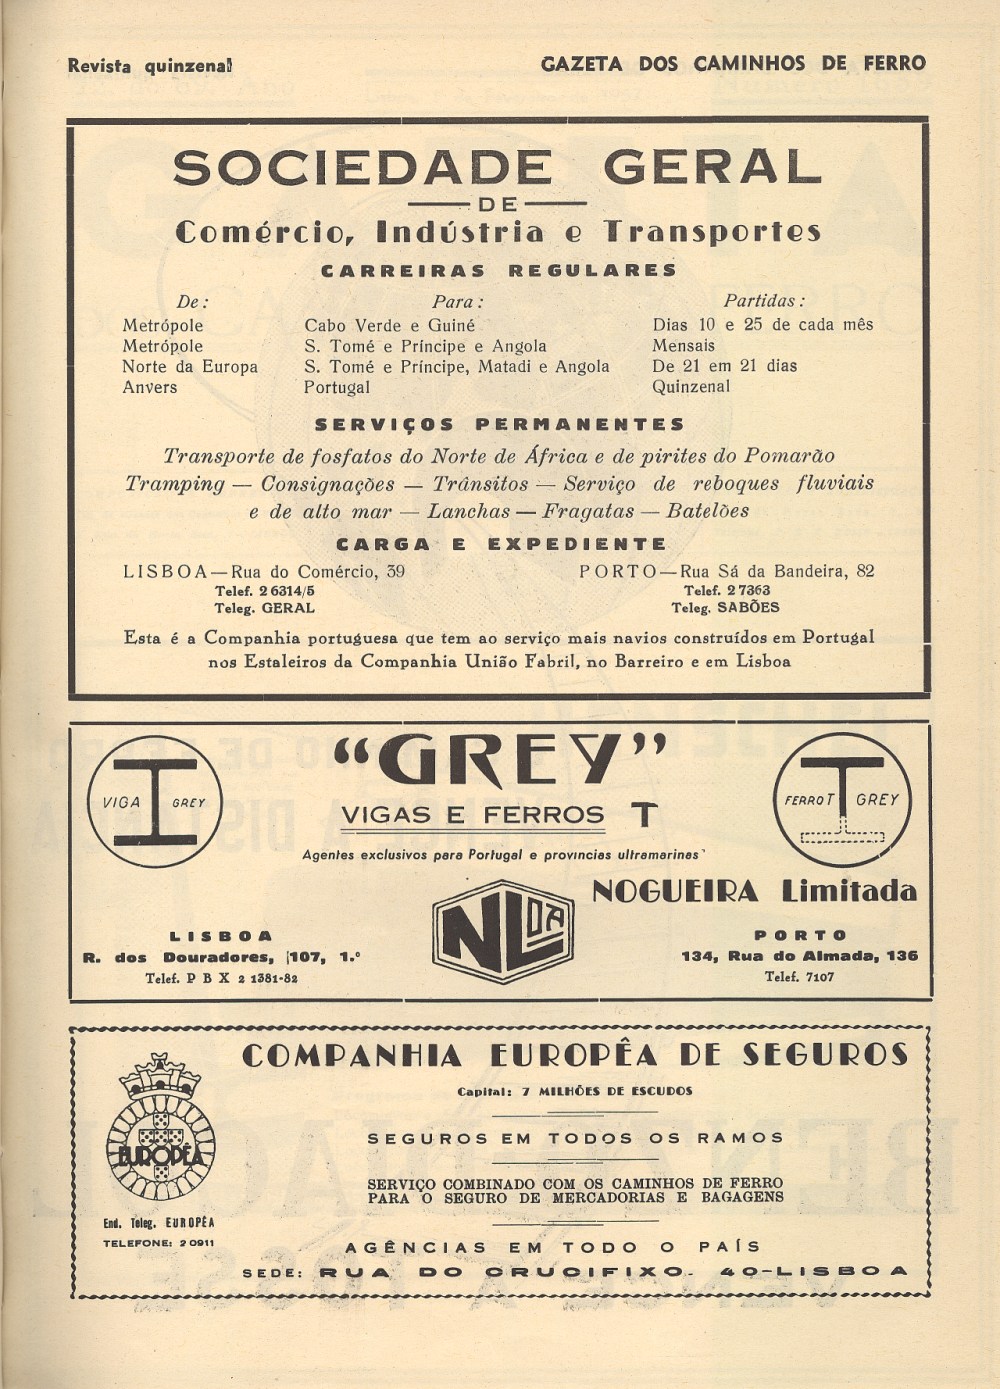 Revista quinzenal GAZETA DOS CAMINHOS DE FERRO
SOCIEDADE GERAL
DE
Comércio, Indústria e Transportes
CARREIRAS REGULARES
De: Para: Partidas:
Metrópole Cabo Verde e Guiné Dias 10 e 25 de cada mês
Metrópole S. Tomé e Príncipe e Angola Mensais
Norte da Europa S. Tomé e Príncipe, Matadi e Angola De 21 em 21 dias
Anvers Portugal Quinzenal
SERVIÇOS PERMANENTES
Transporte de fosfatos do Norte de África e de pirites do Pomarão
Tramping — Consignações — Trânsitos — Serviço de reboques fluviais
e de alto mar — Lanchas — Fragatas — Batelões
CARGA E EXPEDIENTE
LISBOA—Rua do Comércio, 39 PORTO—Rua Sá da Bandeira, 82
Telef. 2 6314/5 Telef. 2 7363
Teleg. GERAL Teleg. SABÕES
Esta é a Companhia portuguesa que tem ao serviço mais navios construídos em Portugal
nos Estaleiros da Companhia União Fabril, no Barreiro e em Lisboa
"GREY"
VIGA GREY
VIGAS E FERROS T
FERRO T GREY
Agentes exclusivos para Portugal e provincias ultramarinas
NOGUEIRA Limitada
NLDA
LISBOA
R. dos Douradores, 107, 1.º
Telef. P B X 2 1381-82
PORTO
134, Rua do Almada, 136
Telef. 7107
COMPANHIA EUROPÊA DE SEGUROS
Capital: 7 MILHÕES DE ESCUDOS
SEGUROS EM TODOS OS RAMOS
EUROPÊA
SERVIÇO COMBINADO COM OS CAMINHOS DE FERRO
PARA O SEGURO DE MERCADORIAS E BAGAGENS
End. Teleg. EUROPÊA
TELEFONE: 2 0911
AGÊNCIAS EM TODO O PAÍS
SEDE: RUA DO CRUCIFIXO. 40-LISBOA